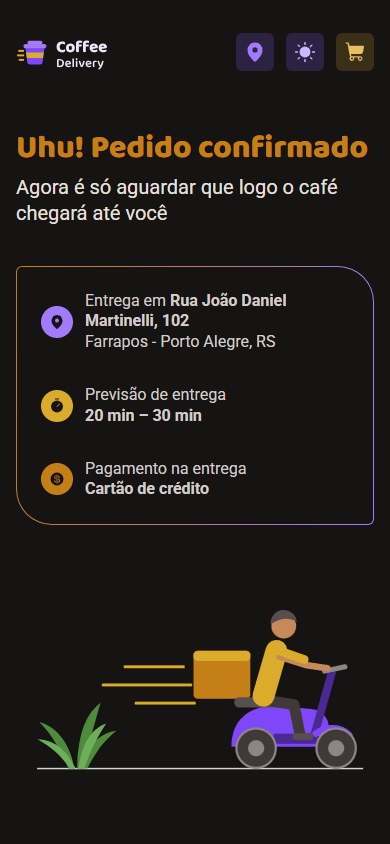 Coffee
Delivery
Uhu! Pedido confirmado
Agora é só aguardar que logo o café
chegará até você
Entrega em Rua João Daniel
Martinelli, 102
Farrapos - Porto Alegre, RS
Previsão de entrega
20 min – 30 min
Pagamento na entrega
$
Cartão de crédito